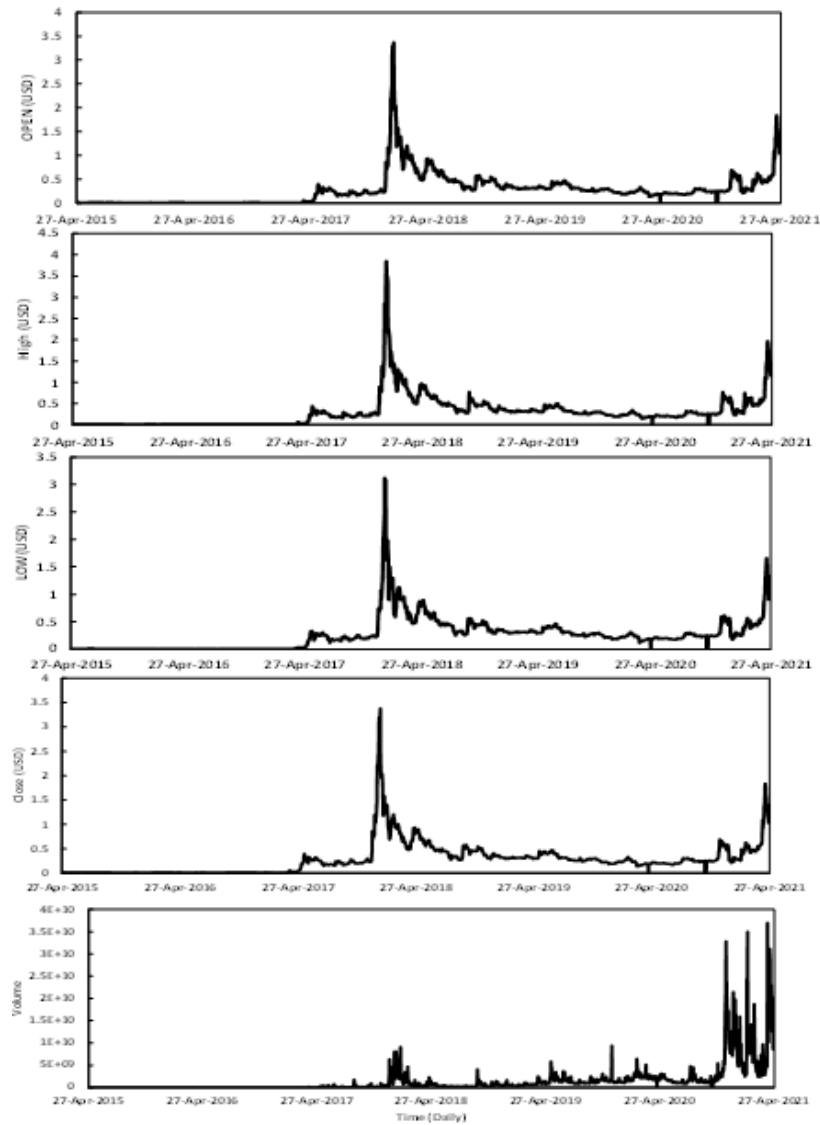 4
3.5
3
2.5
2
1.5
1
0.5
0
OPEN (USD)
27-Apr-2015 27-Apr-2016 27-Apr-2017 27-Apr-2018 27-Apr-2019 27-Apr-2020 27-Apr-2021
4.5
4
3.5
3
2.5
2
1.5
1
0.5
0
High (USD)
27-Apr-2015 27-Apr-2016 27-Apr-2017 27-Apr-2018 27-Apr-2019 27-Apr-2020 27-Apr-2021
3.5
3
2.5
2
1.5
1
0.5
0
LOW (USD)
27-Apr-2015 27-Apr-2016 27-Apr-2017 27-Apr-2018 27-Apr-2019 27-Apr-2020 27-Apr-2021
4
3.5
3
2.5
2
1.5
1
0.5
0
Close (USD)
27-Apr-2015 27-Apr-2016 27-Apr-2017 27-Apr-2018 27-Apr-2019 27-Apr-2020 27-Apr-2021
4E+10
3.5E+10
3E+10
2.5E+10
2E+10
1.5E+10
1E+10
5E+09
0
Volume
27-Apr-2015 27-Apr-2016 27-Apr-2017 27-Apr-2018 27-Apr-2019 27-Apr-2020 27-Apr-2021
Time (Daily)